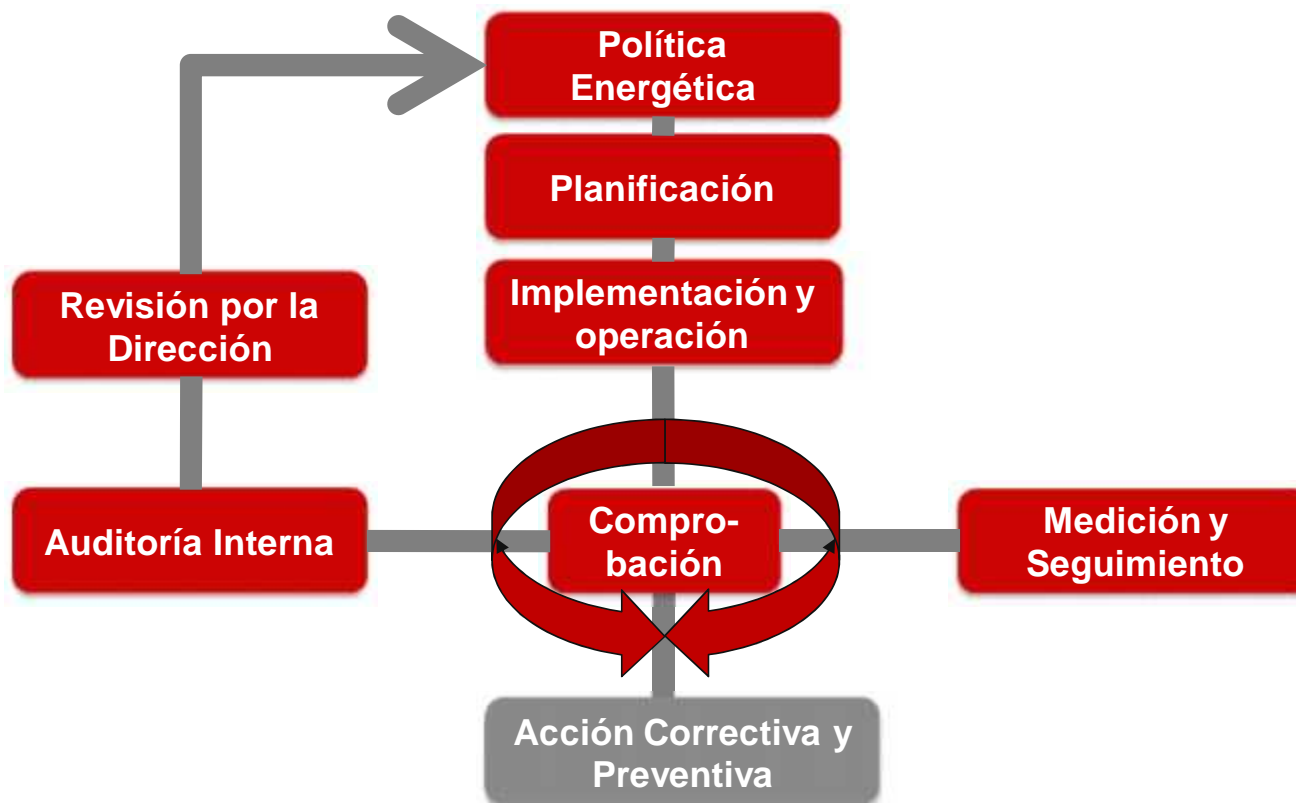 Política
Energética
Planificación
Implementación y
operación
Revisión por la
Dirección
Auditoría Interna
Compro-
bación
Medición y
Seguimiento
Acción Correctiva y
Preventiva